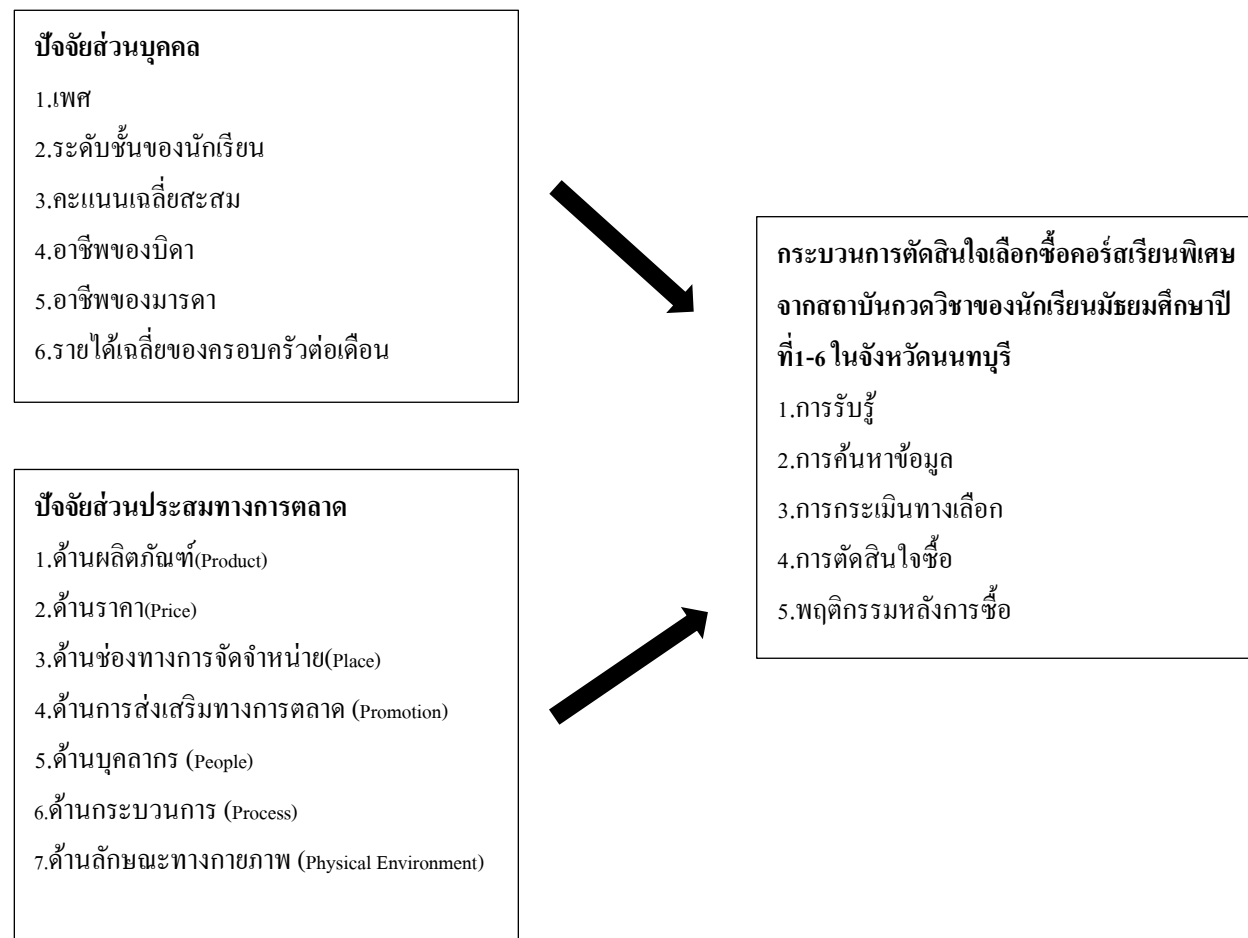 ปัจจัยส่วนบุคคล
1.เพศ
2.ระดับชั้นของนักเรียน
3.คะแนนเฉลี่ยสะสม
4.อาชีพของบิดา
5.อาชีพของมารดา
6.รายได้เฉลี่ยของครอบครัวต่อเดือน
ปัจจัยส่วนประสมทางการตลาด
1.ด้านผลิตภัณฑ์(Product)
2.ด้านราคา(Price)
3.ด้านช่องทางการจัดจำหน่าย(Place)
4.ด้านการส่งเสริมทางการตลาด (Promotion)
5.ด้านบุคลากร (People)
6.ด้านกระบวนการ (Process)
7.ด้านลักษณะทางกายภาพ (Physical Environment)
กระบวนการตัดสินใจเลือกซื้อคอร์สเรียนพิเศษ
จากสถาบันกวดวิชาของนักเรียนมัธยมศึกษาปี
ที่1-6 ในจังหวัดนนทบุรี
1.การรับรู้
2.การค้นหาข้อมูล
3.การกระเมินทางเลือก
4.การตัดสินใจซื้อ
5.พฤติกรรมหลังการซื้อ